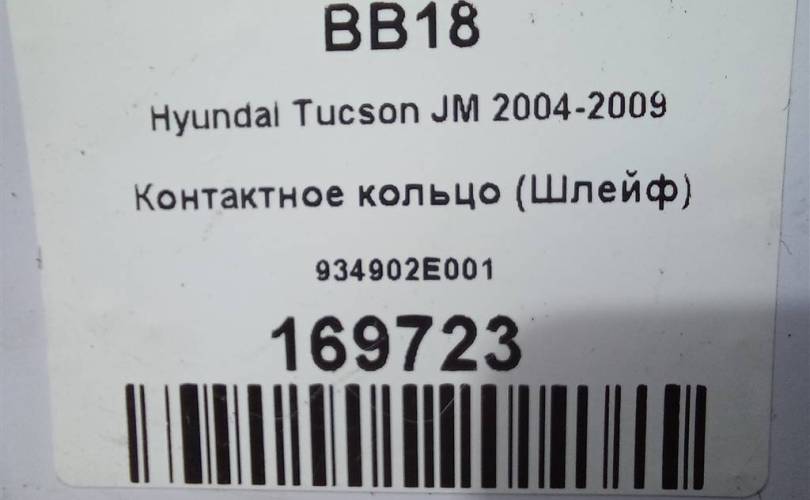 BB18
Hyundai Tucson JM 2004-2009
Контактное кольцо (Шлейф)
934902E001
169723